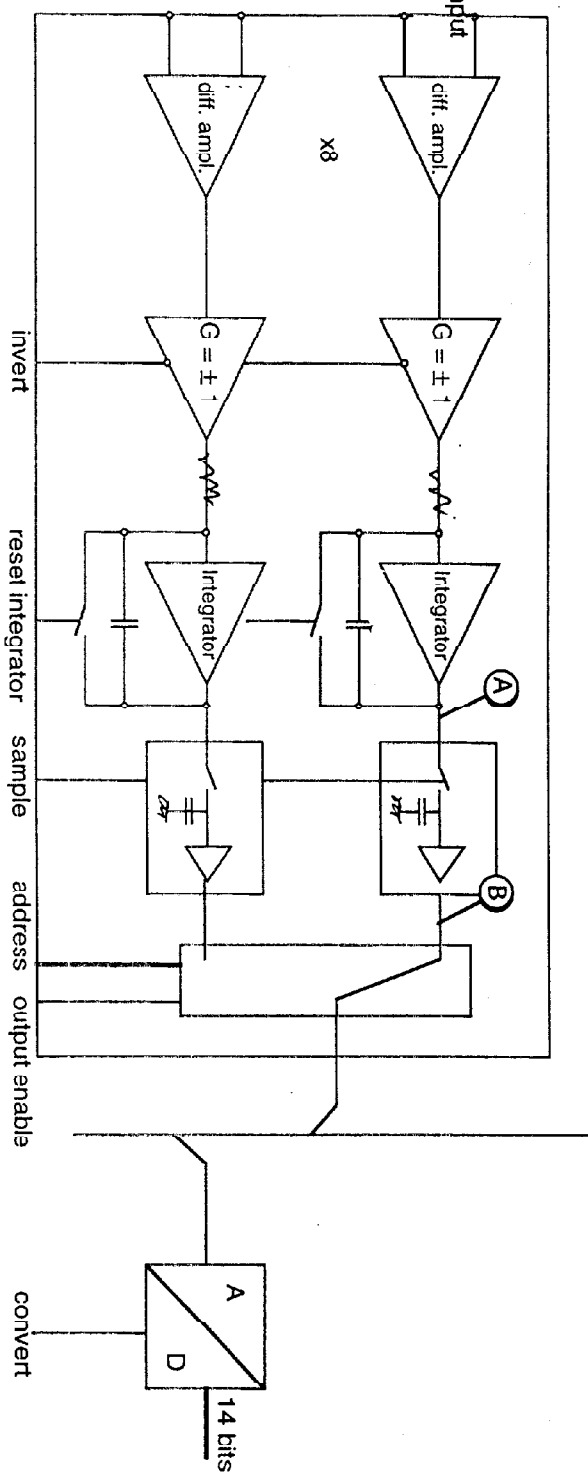 put
diff. ampl.
G = ± 1
Integrator
A
B
x8
diff. ampl.
G = ± 1
Integrator
invert
reset integrator
sample
address
output enable
convert
A
D
14 bits